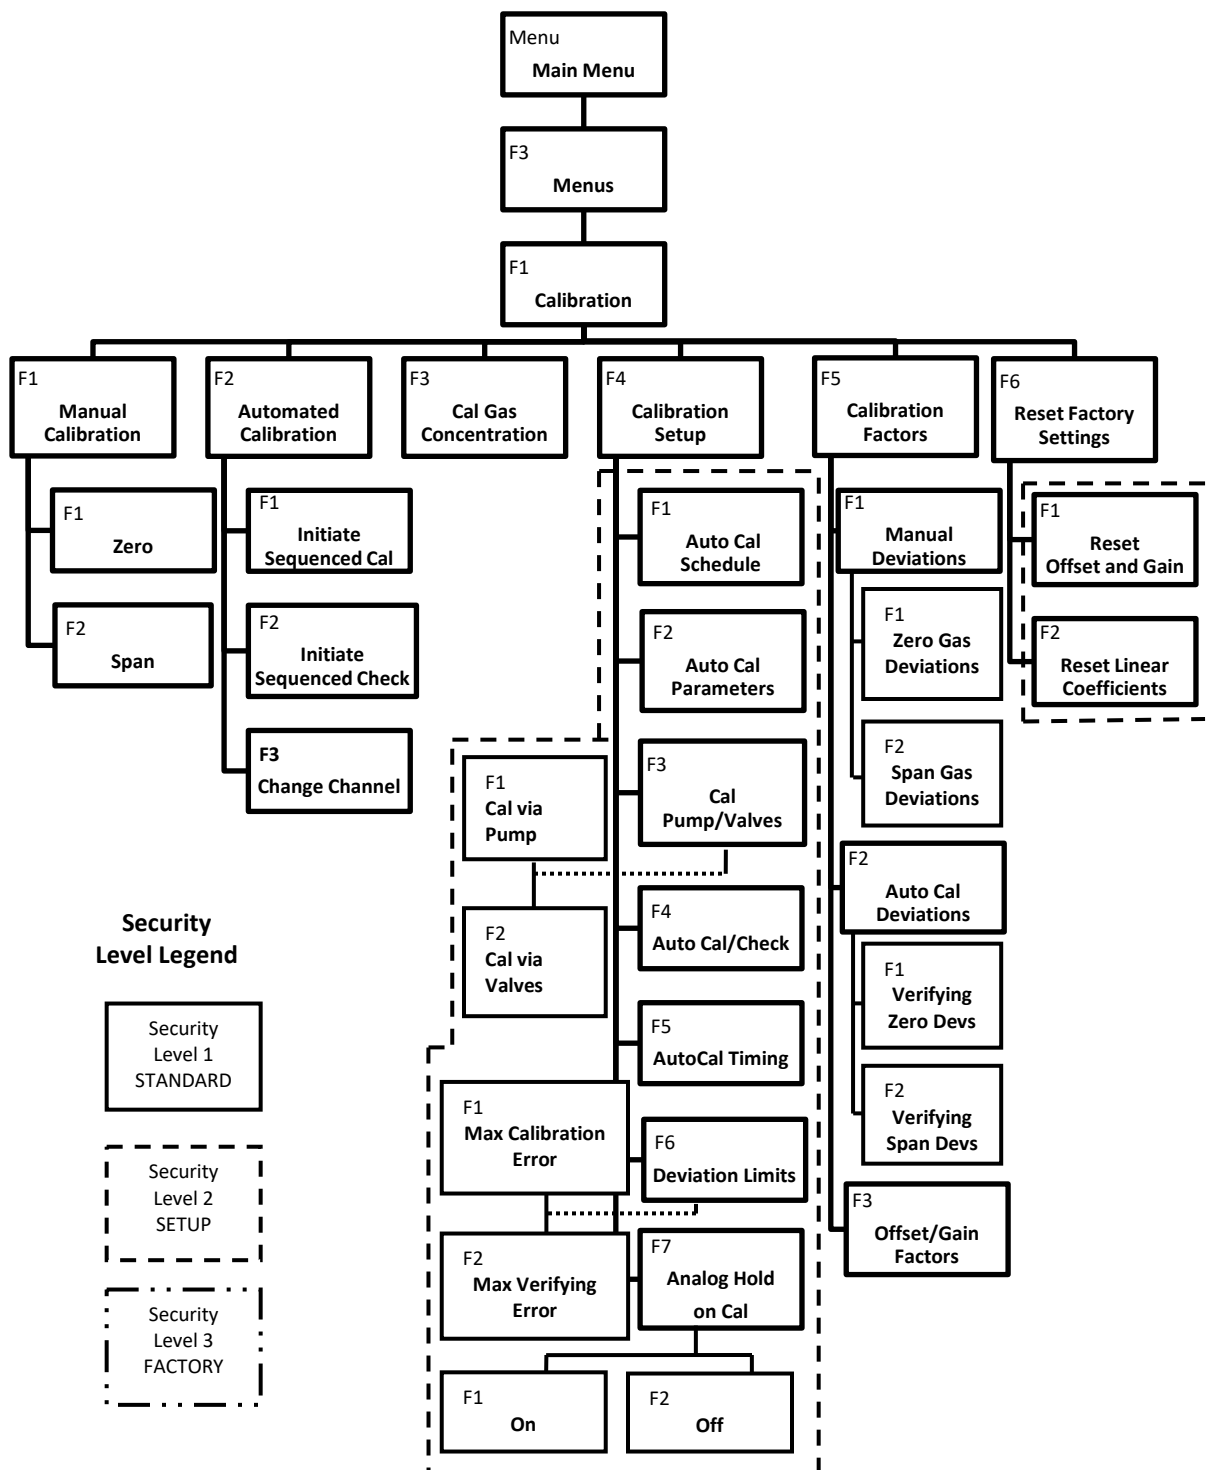 Menu
Main Menu
F3
Menus
F1
Calibration
F1
Manual
Calibration
F2
Automated
Calibration
F3
Cal Gas
Concentration
F4
Calibration
Setup
F5
Calibration
Factors
F6
Reset Factory
Settings
F1
Zero
F2
Span
F1
Initiate
Sequenced Cal
F2
Initiate
Sequenced Check
F3
Change Channel
F1
Auto Cal
Schedule
F2
Auto Cal
Parameters
F3
Cal
Pump/Valves
F1
Cal via
Pump
F2
Cal via
Valves
F4
Auto Cal/Check
F5
AutoCal Timing
F6
Deviation Limits
F1
Max Calibration
Error
F2
Max Verifying
Error
F7
Analog Hold
on Cal
F1
On
F2
Off
F1
Manual
Deviations
F1
Zero Gas
Deviations
F2
Span Gas
Deviations
F2
Auto Cal
Deviations
F1
Verifying
Zero Devs
F2
Verifying
Span Devs
F3
Offset/Gain
Factors
F1
Reset
Offset and Gain
F2
Reset Linear
Coefficients
Security
Level Legend
Security
Level 1
STANDARD
Security
Level 2
SETUP
Security
Level 3
FACTORY